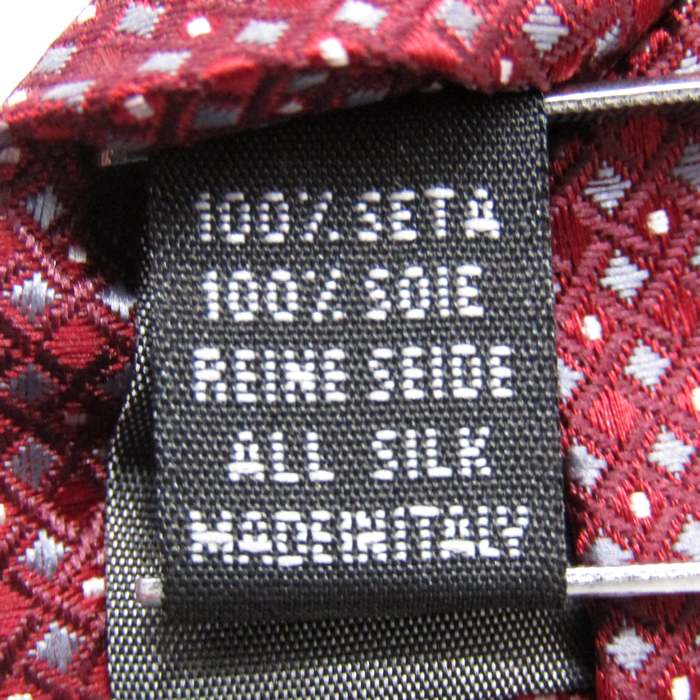 100% SETA
100% SOIE
REINE SEIDE
ALL SILK
MADE IN ITALY